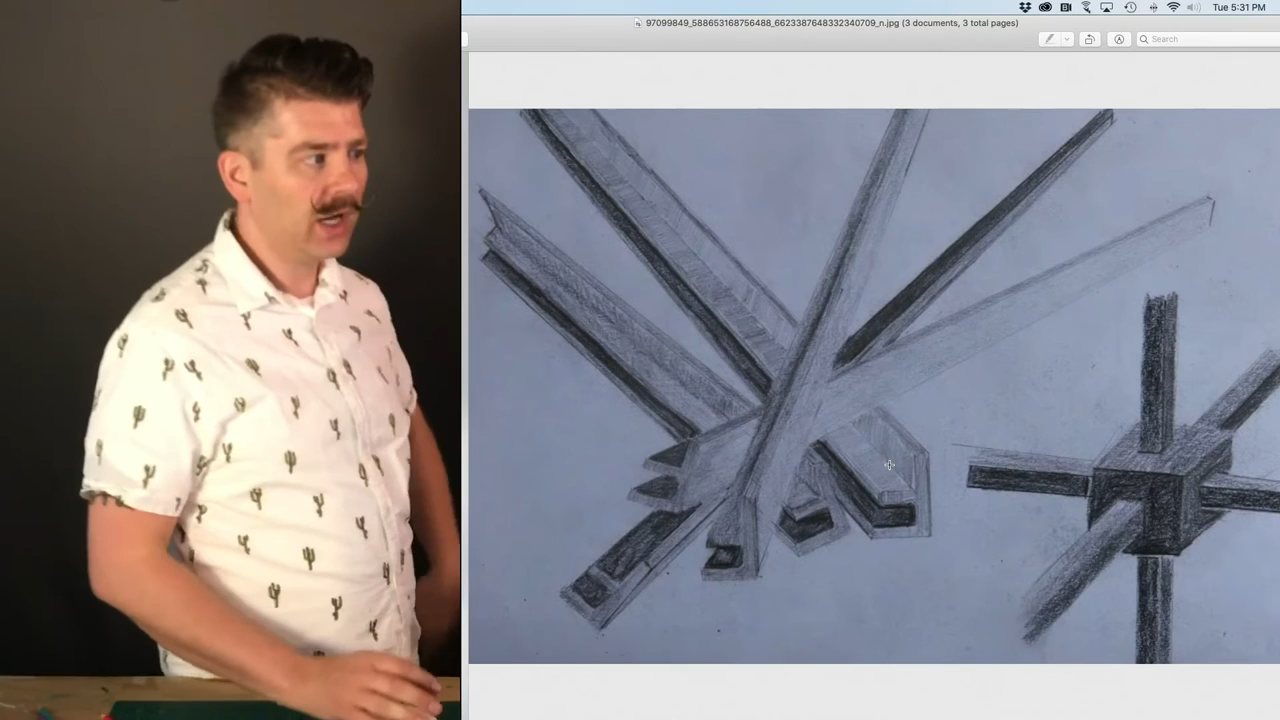 Tue 5:31 PM
97099849_588653168756488_6623387648332340709_n.jpg (3 documents, 3 total pages)
Search